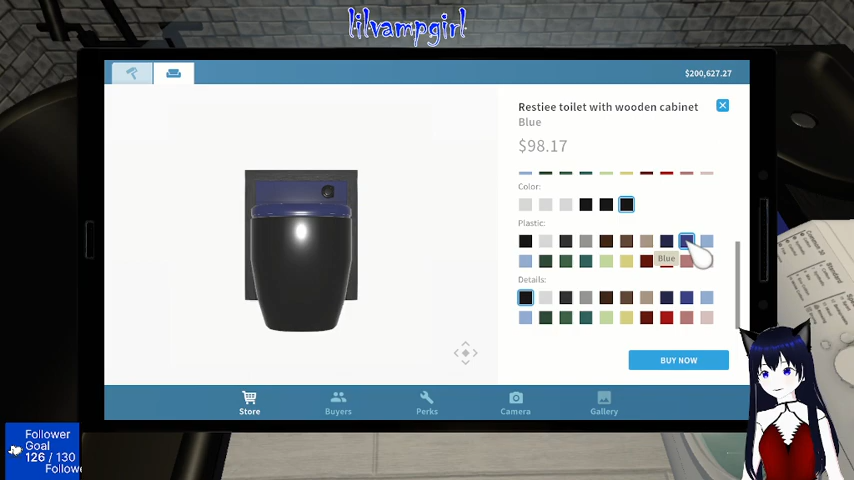 lilvampgirl
$200,627.27
Restiee toilet with wooden cabinet
Blue
$98.17
Color:
Plastic:
Blue
Details:
BUY NOW
Store
Buyers
Perks
Camera
Gallery
Follower
Goal
126 / 130
Followe